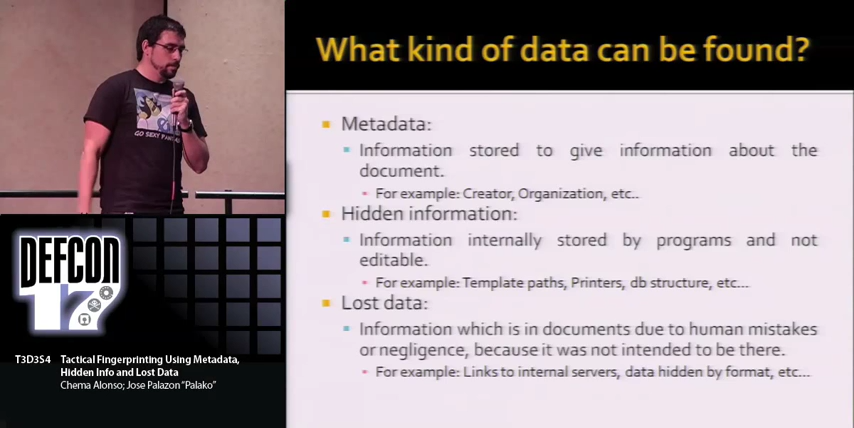 What kind of data can be found?
Metadata:
Information stored to give information about the
document.
For example: Creator, Organization, etc..
Hidden information:
Information internally stored by programs and not
editable.
For example: Template paths, Printers, db structure, etc...
Lost data:
Information which is in documents due to human mistakes
or negligence, because it was not intended to be there.
For example: Links to internal servers, data hidden by format, etc...
GO SEXY
DEFCON
17
T3D3S4 Tactical Fingerprinting Using Metadata,
Hidden Info and Lost Data
Chema Alonso; Jose Palazon "Palako"